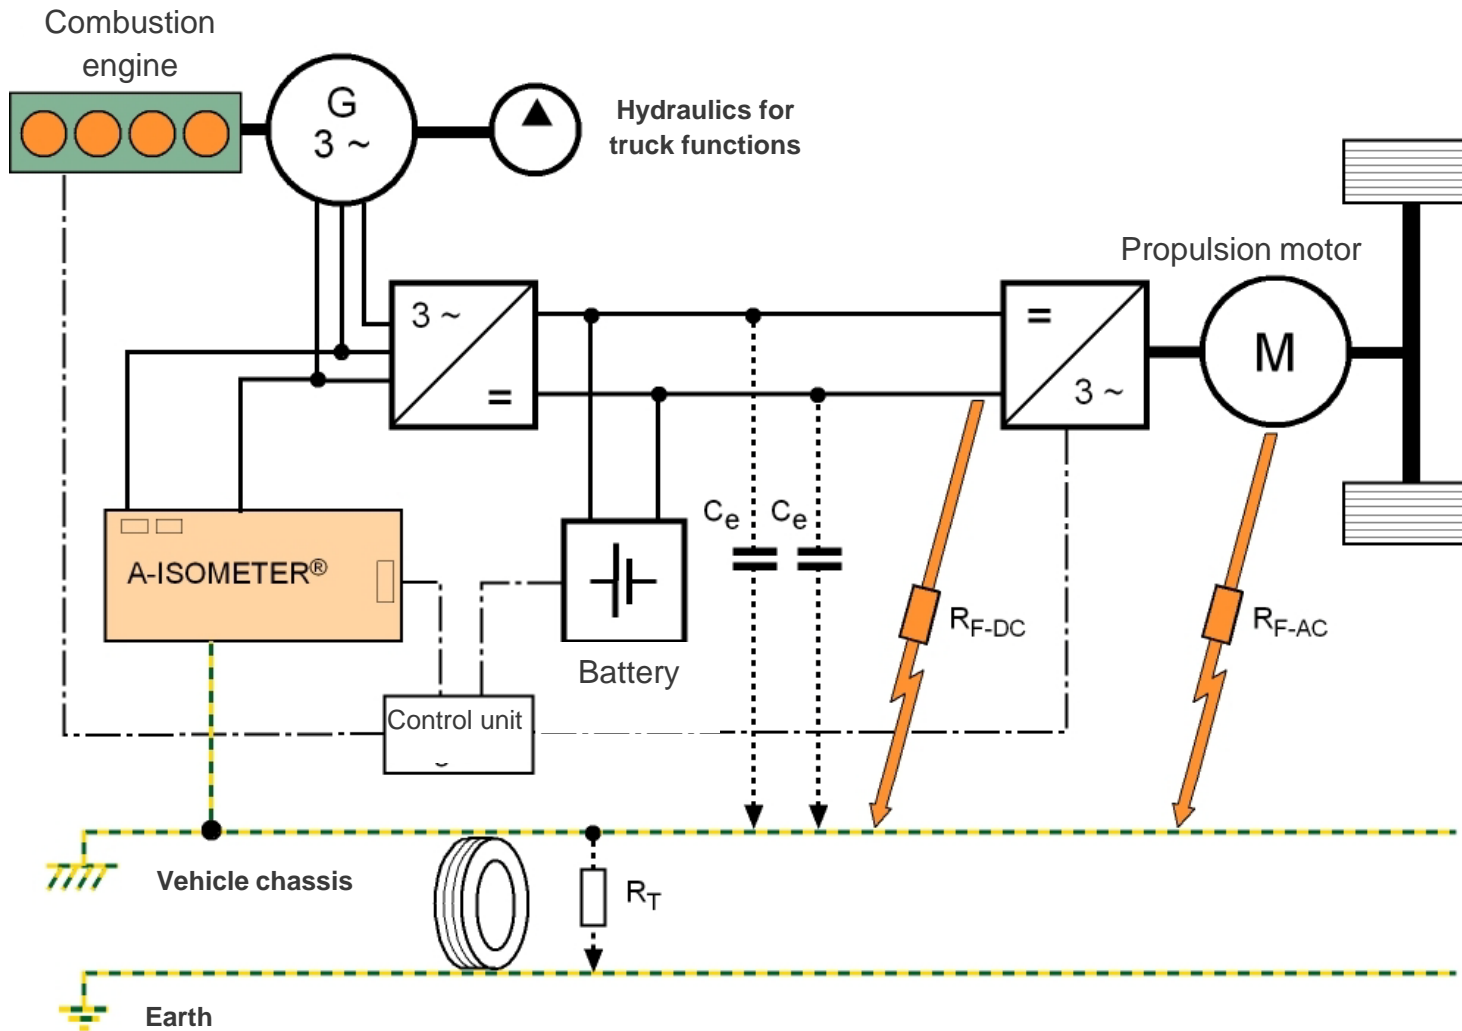 Combustion
engine
G
3 ~
Hydraulics for
truck functions
Propulsion motor
3 ~
=
=
3 ~
M
Ce
Ce
A-ISOMETER®
RF-DC
RF-AC
Battery
Control unit
Vehicle chassis
RT
Earth